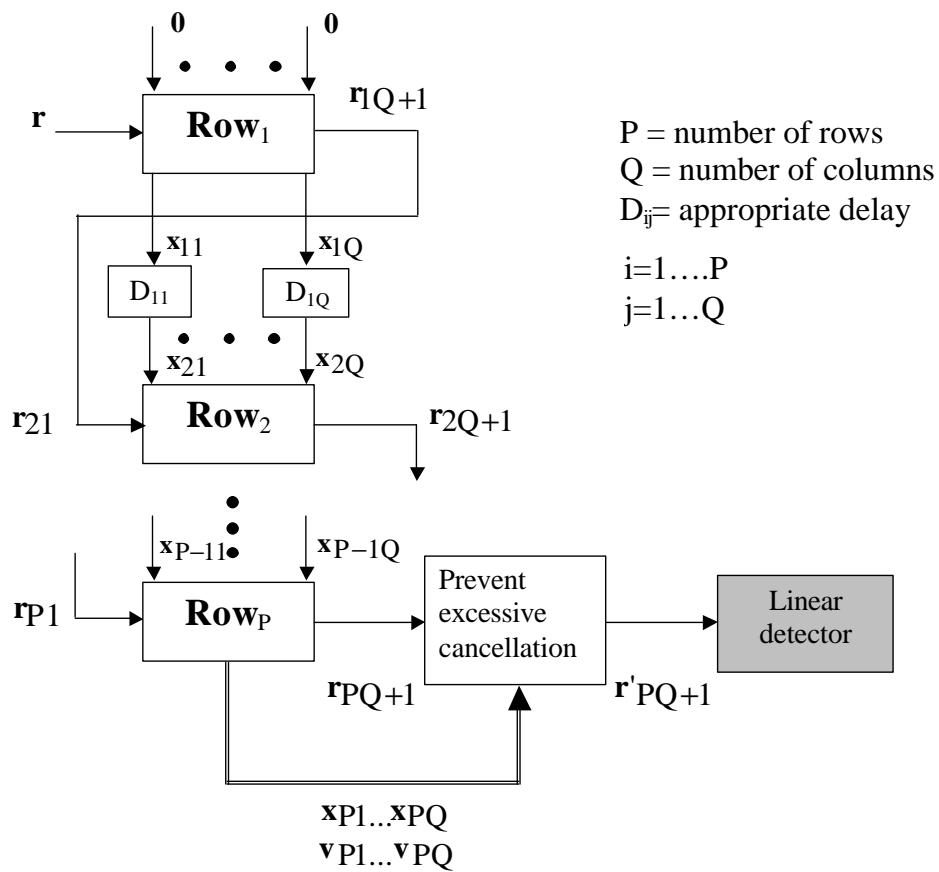 0 0
r Row1 r1Q+1
P = number of rows
Q = number of columns
Dij= appropriate delay
i=1....P
j=1...Q
x11 x1Q
D11 D1Q
x21 x2Q
r21 Row2 r2Q+1
xP−11 xP−1Q
rP1 RowP
Prevent
excessive
cancellation
Linear
detector
rPQ+1 r'PQ+1
xP1...xPQ
vP1...vPQ